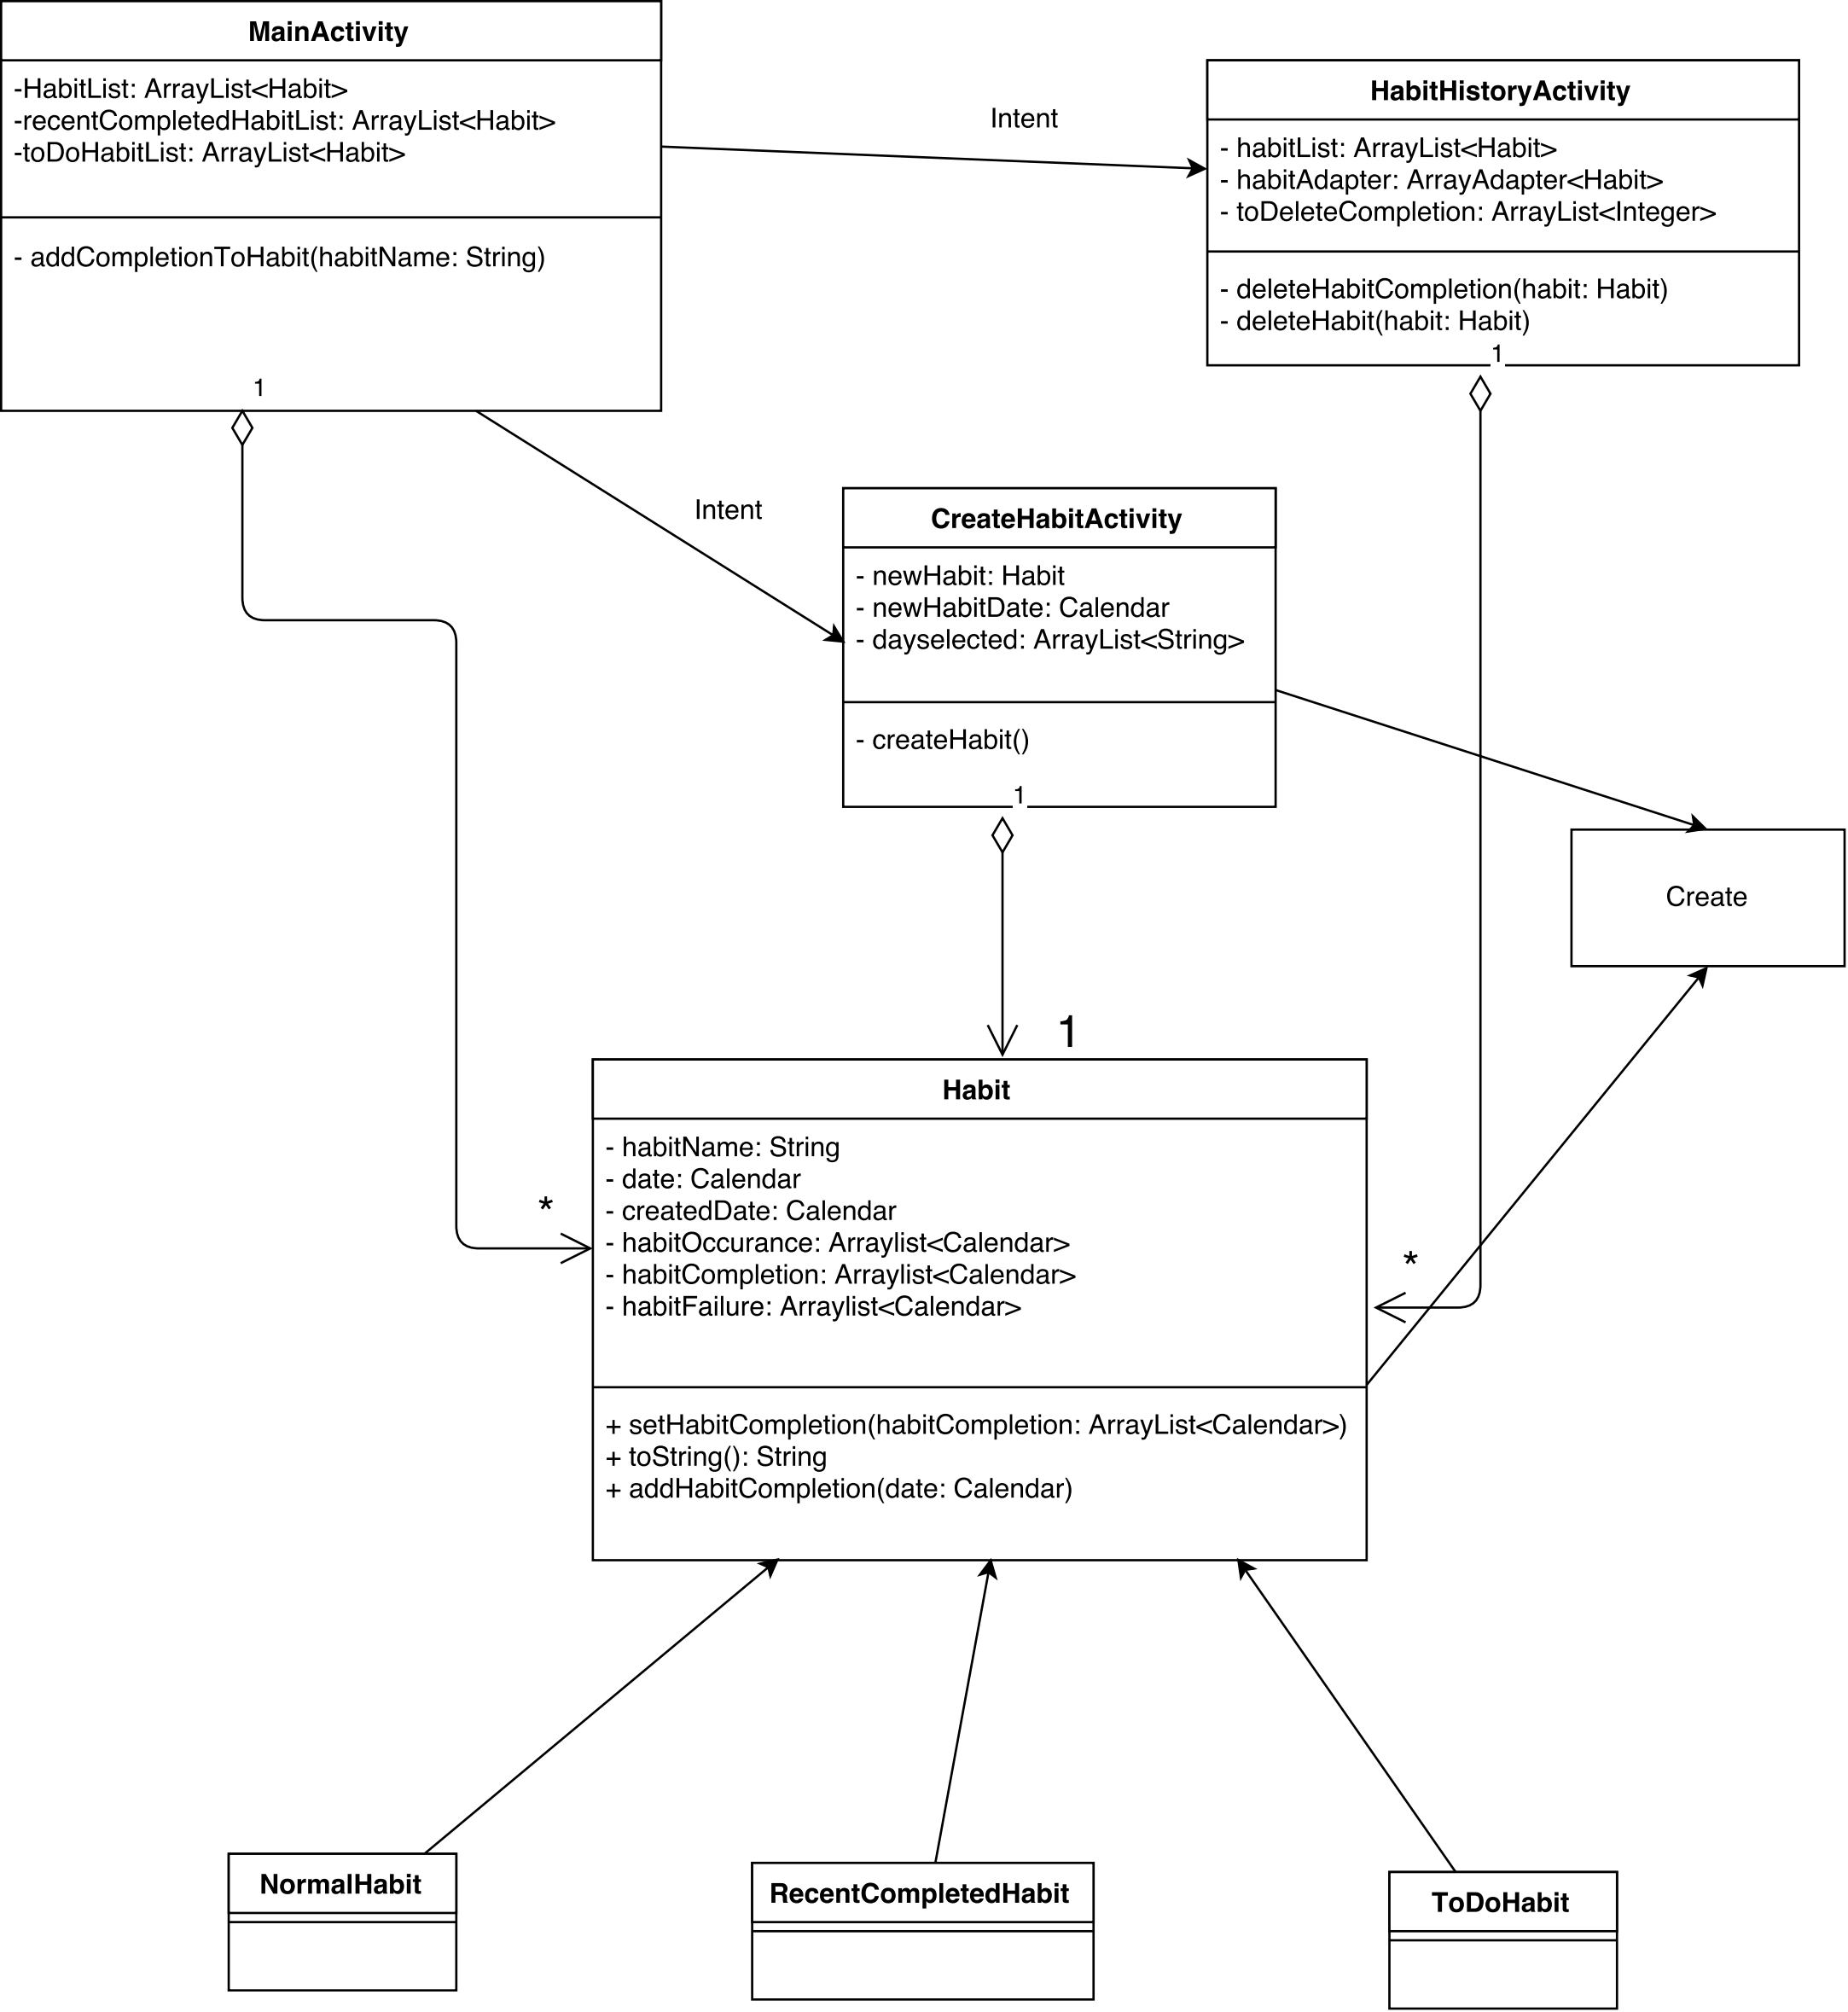 MainActivity
-HabitList: ArrayList<Habit>
-recentCompletedHabitList: ArrayList<Habit>
-toDoHabitList: ArrayList<Habit>
- addCompletionToHabit(habitName: String)
1
Intent
HabitHistoryActivity
- habitList: ArrayList<Habit>
- habitAdapter: ArrayAdapter<Habit>
- toDeleteCompletion: ArrayList<Integer>
- deleteHabitCompletion(habit: Habit)
- deleteHabit(habit: Habit)
1
Intent
CreateHabitActivity
- newHabit: Habit
- newHabitDate: Calendar
- dayselected: ArrayList<String>
- createHabit()
1
Create
1
Habit
- habitName: String
- date: Calendar
- createdDate: Calendar
- habitOccurance: Arraylist<Calendar>
- habitCompletion: Arraylist<Calendar>
- habitFailure: Arraylist<Calendar>
*
*
+ setHabitCompletion(habitCompletion: ArrayList<Calendar>)
+ toString(): String
+ addHabitCompletion(date: Calendar)
NormalHabit
RecentCompletedHabit
ToDoHabit